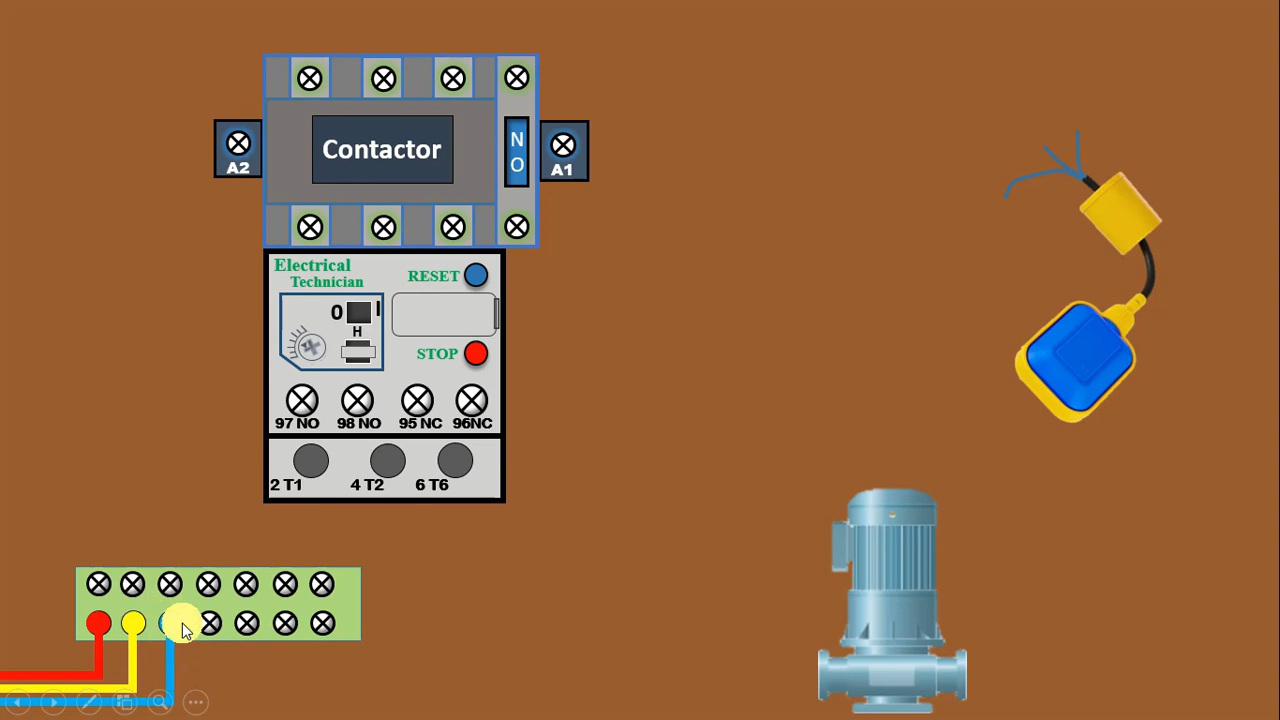 Contactor
N
O
A2
A1
Electrical
Technician
RESET
0 I
H
STOP
97 NO 98 NO 95 NC 96NC
2 T1 4 T2 6 T6